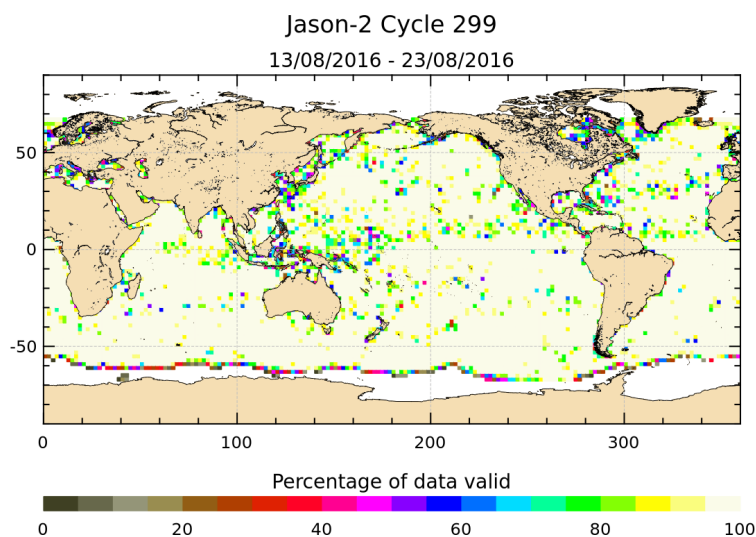 Jason-2 Cycle 299
13/08/2016 - 23/08/2016
50
0
-50
0 100 200 300
Percentage of data valid
0 20 40 60 80 100